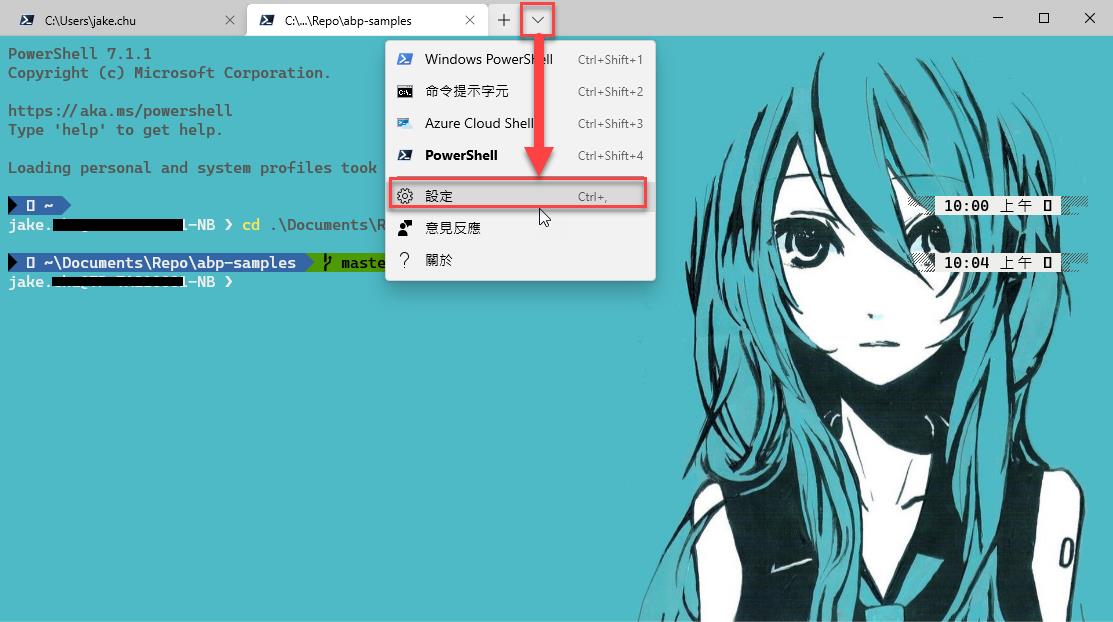 C:\Users\jake.chu
C:\...\Repo\abp-samples
PowerShell 7.1.1
Copyright (c) Microsoft Corporation.
https://aka.ms/powershell
Type 'help' to get help.
Loading personal and system profiles took
~
10:00 上午
jake.
1-NB ❯ cd .\Documents\R
~\Documents\Repo\abp-samples
maste
10:04 上午
jake.
1-NB ❯
Windows PowerShell Ctrl+Shift+1
命令提示字元 Ctrl+Shift+2
Azure Cloud Shell Ctrl+Shift+3
PowerShell Ctrl+Shift+4
設定 Ctrl+,
意見反應
關於